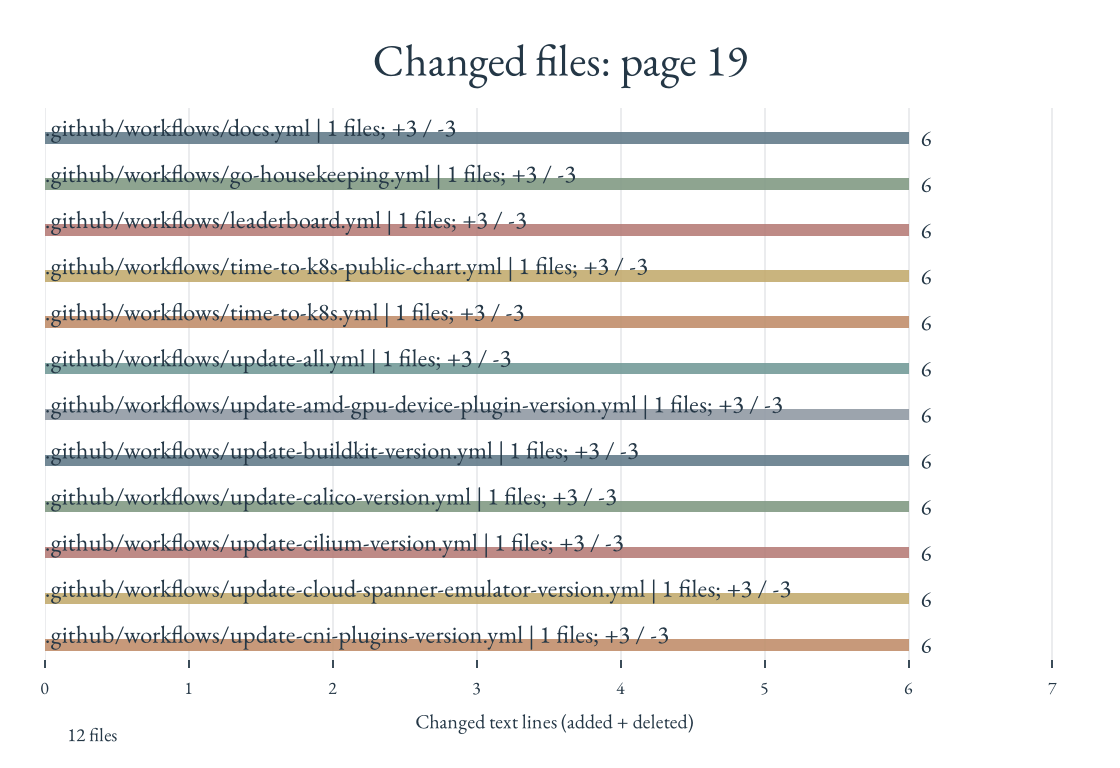 Changed files: page 19
.github/workflows/docs.yml | 1 files; +3 / -3
6
.github/workflows/go-housekeeping.yml | 1 files; +3 / -3
6
.github/workflows/leaderboard.yml | 1 files; +3 / -3
6
.github/workflows/time-to-k8s-public-chart.yml | 1 files; +3 / -3
6
.github/workflows/time-to-k8s.yml | 1 files; +3 / -3
6
.github/workflows/update-all.yml | 1 files; +3 / -3
6
.github/workflows/update-amd-gpu-device-plugin-version.yml | 1 files; +3 / -3
6
.github/workflows/update-buildkit-version.yml | 1 files; +3 / -3
6
.github/workflows/update-calico-version.yml | 1 files; +3 / -3
6
.github/workflows/update-cilium-version.yml | 1 files; +3 / -3
6
.github/workflows/update-cloud-spanner-emulator-version.yml | 1 files; +3 / -3
6
.github/workflows/update-cni-plugins-version.yml | 1 files; +3 / -3
6
0 1 2 3 4 5 6 7
Changed text lines (added + deleted)
12 files